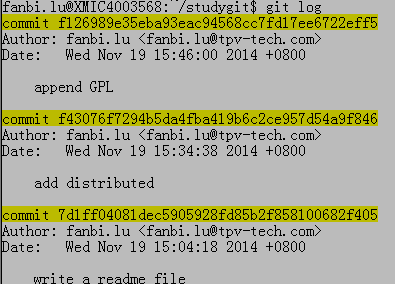 fanbi.lu@XMIC4003568:~/studygit$ git log
commit f126989e35eba93eac94568cc7fd17ee6722eff5
Author: fanbi.lu <fanbi.lu@tpv-tech.com>
Date:   Wed Nov 19 15:46:00 2014 +0800
append GPL
commit f43076f7294b5da4fba419b6c2ce957d54a9f846
Author: fanbi.lu <fanbi.lu@tpv-tech.com>
Date:   Wed Nov 19 15:34:38 2014 +0800
add distributed
commit 7d1ff04081dec5905928fd85b2f858100682f405
Author: fanbi.lu <fanbi.lu@tpv-tech.com>
Date:   Wed Nov 19 15:04:18 2014 +0800
write a readme file